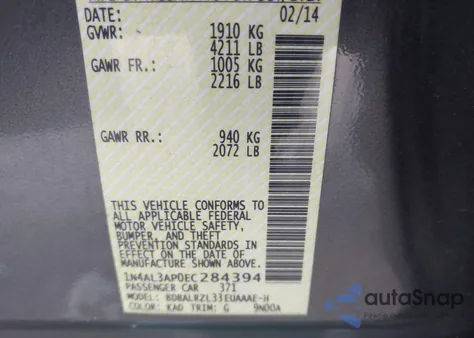 DATE: 02/14
GVWR: 1910 KG
4211 LB
GAWR FR.: 1005 KG
2216 LB
GAWR RR.: 940 KG
2072 LB
THIS VEHICLE CONFORMS TO
ALL APPLICABLE FEDERAL
MOTOR VEHICLE SAFETY,
BUMPER, AND THEFT
PREVENTION STANDARDS IN
EFFECT ON THE DATE OF
MANUFACTURE SHOWN ABOVE.
1N4AL3AP0EC284394
PASSENGER CAR 371
MODEL: BDBALRZL33EUAAAE-H
COLOR: KAD TRIM: G 9N00A
autoSnap